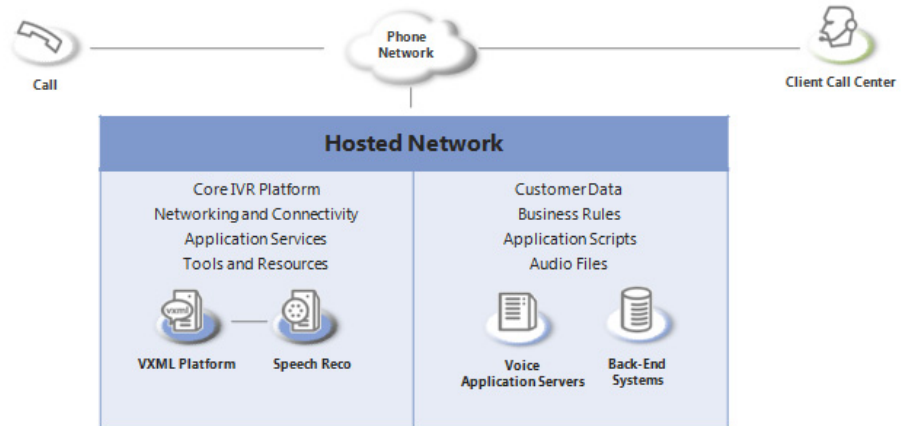 Phone
Network
Call
Client Call Center
Hosted Network
Core IVR Platform
Networking and Connectivity
Application Services
Tools and Resources
vxml
VXML Platform
Speech Reco
Customer Data
Business Rules
Application Scripts
Audio Files
Voice
Application Servers
Back-End
Systems